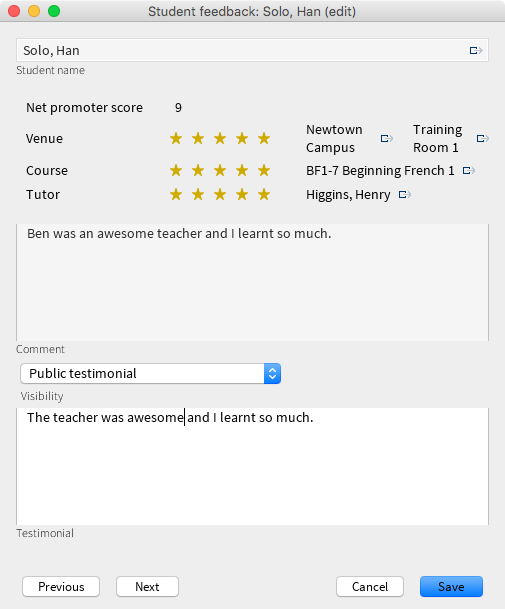 Student feedback: Solo, Han (edit)
Solo, Han
Student name
Net promoter score 9
Venue Newtown Campus Training Room 1
Course BF1-7 Beginning French 1
Tutor Higgins, Henry
Ben was an awesome teacher and I learnt so much.
Comment
Public testimonial
Visibility
The teacher was awesome and I learnt so much.
Testimonial
Previous Next Cancel Save